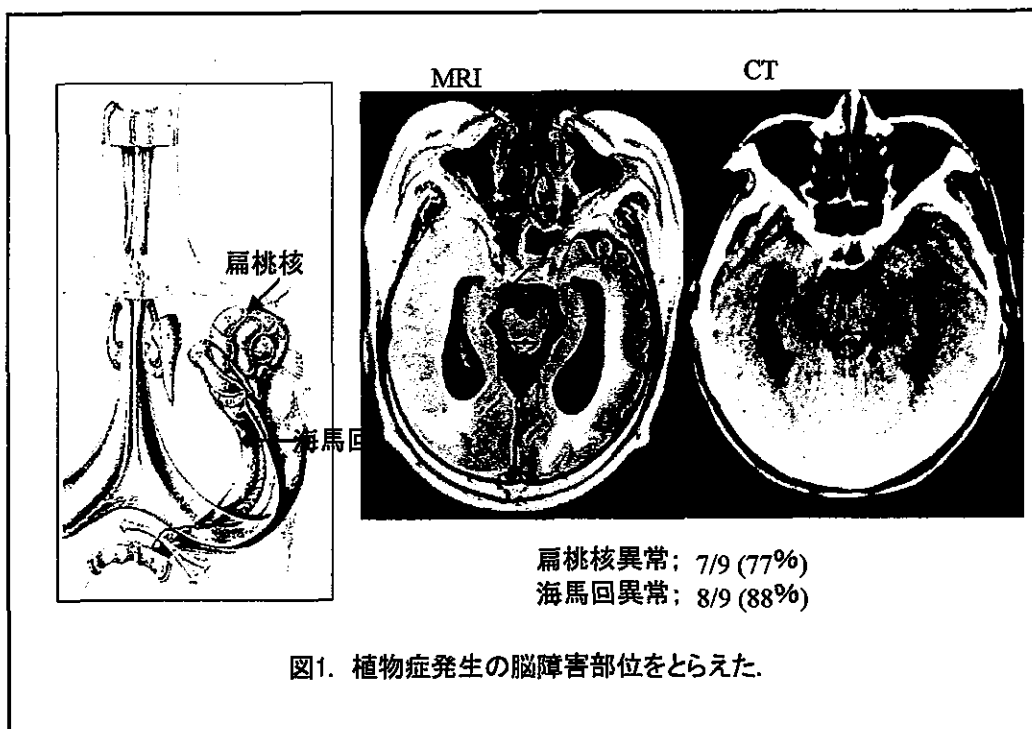 MRI
CT
扁桃核
海馬回
扁桃核異常; 7/9 (77%)
海馬回異常; 8/9 (88%)
図1. 植物症発生の脳障害部位をとらえた.